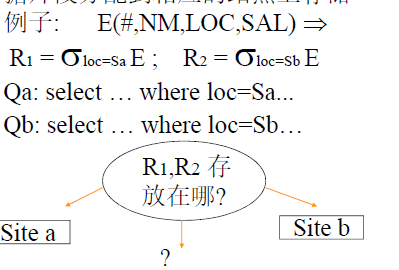 例子: E(#,NM,LOC,SAL) ⇒
R1 = σloc=Sa E ; R2 = σloc=Sb E
Qa: select … where loc=Sa...
Qb: select … where loc=Sb…
R1,R2 存
放在哪?
Site a
Site b
?